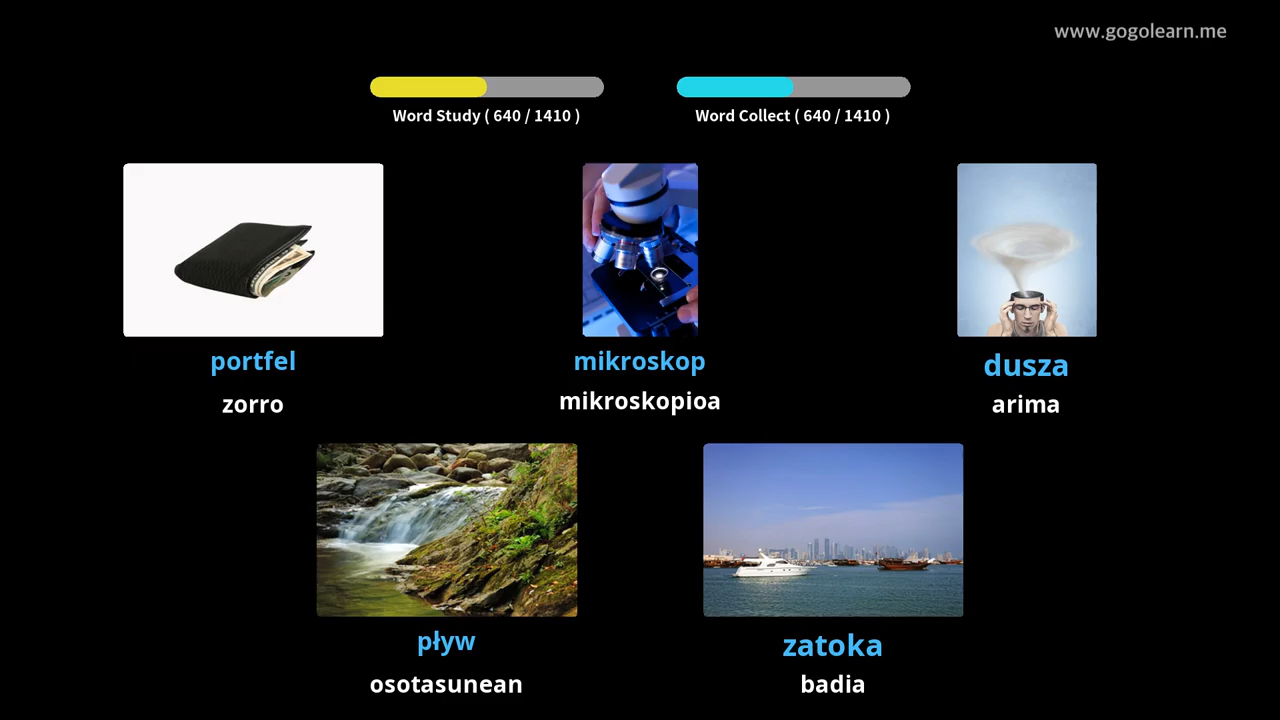 www.gogolearn.me
Word Study ( 640 / 1410 )
Word Collect ( 640 / 1410 )
portfel
mikroskop
dusza
zorro
mikroskopioa
arima
pływ
zatoka
osotasunean
badia